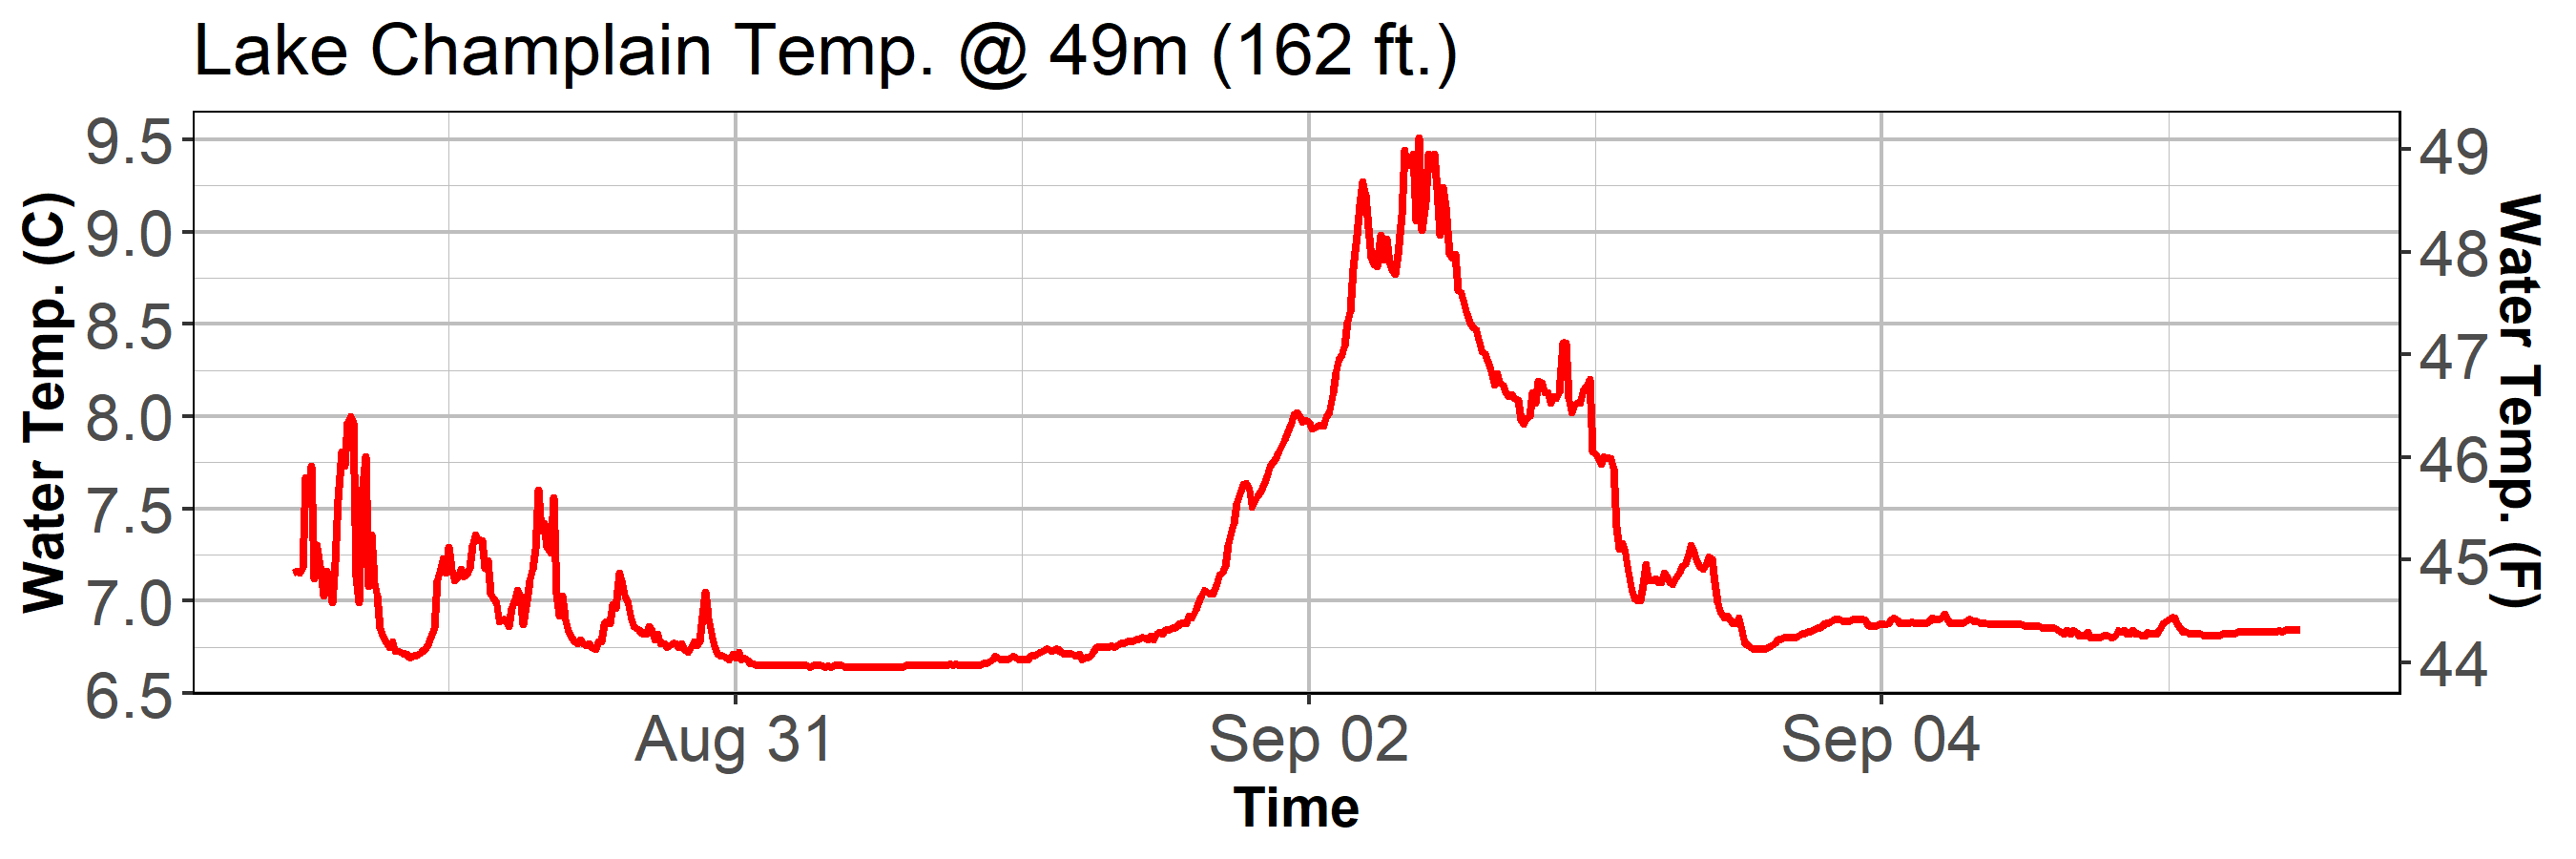 Lake Champlain Temp. @ 49m (162 ft.)
Water Temp. (C)
9.5
9.0
8.5
8.0
7.5
7.0
6.5
49
48
47
46
45
44
Water Temp. (F)
Aug 31
Sep 02
Sep 04
Time